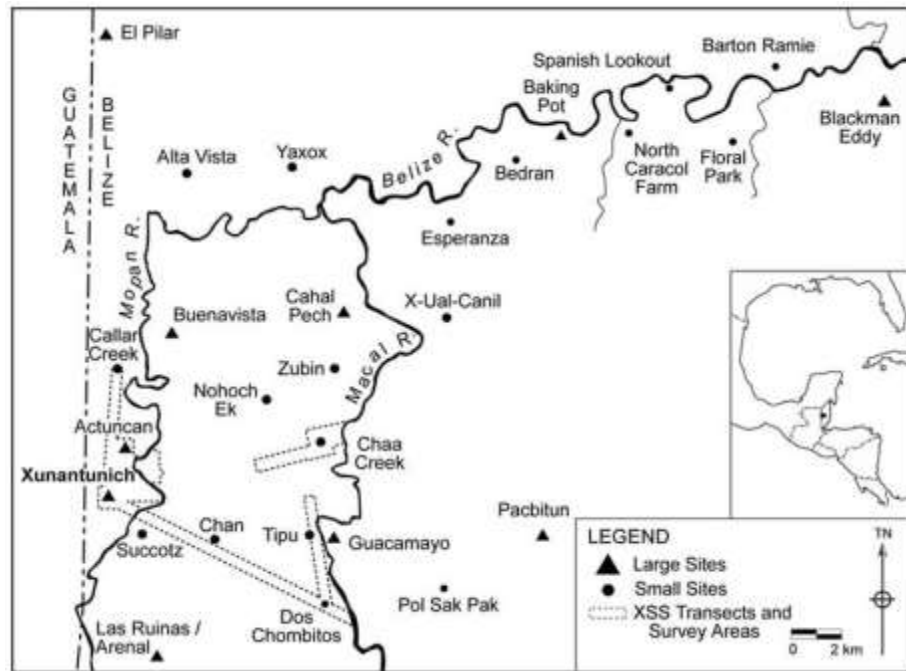 El Pilar
GUATEMALA
BELIZE
Barton Ramie
Spanish Lookout
Baking
Pot
Blackman
Eddy
Belize R.
Bedran
North
Caracol
Farm
Floral
Park
Alta Vista
Yaxox
Esperanza
Mopan R.
Buenavista
Cahal
Pech
X-Ual-Canil
Callar
Creek
Zubin
Macal R.
Nohoch
Ek
Actuncan
Chaa
Creek
Xunantunich
Succotz
Chan
Tipu
Guacamayo
Pacbitun
Pol Sak Pak
Dos
Chombitos
Las Ruinas /
Arenal
LEGEND
Large Sites
Small Sites
XSS Transects and
Survey Areas
TN
0 2 km